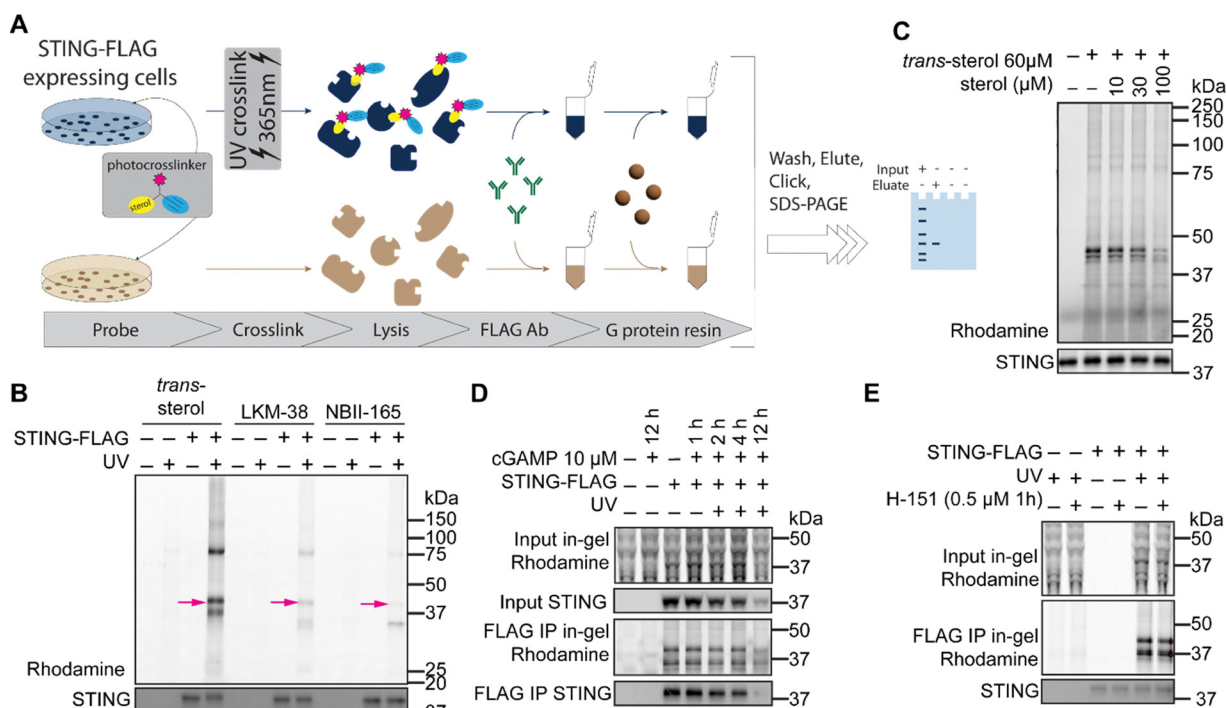 A
STING-FLAG
expressing cells
photocrosslinker
sterol
UV crosslink
365nm
Wash, Elute,
Click,
SDS-PAGE
Input + - - -
Eluate - + - -
Probe
Crosslink
Lysis
FLAG Ab
G protein resin
C
trans-sterol 60µM – + + + +
sterol (µM) – – 10 30 100
kDa
250
150
100
75
50
37
25
20
Rhodamine
STING
37
B
trans-
sterol
LKM-38
NBII-165
STING-FLAG – – + + – – + + – – + +
UV – + – + – + – + – + – +
kDa
150
100
75
50
37
25
20
Rhodamine
STING
D
12 h
1 h
2 h
4 h
12 h
cGAMP 10 µM – + – + + + +
STING-FLAG – – + + + + +
UV – – – – + + +
kDa
Input in-gel
Rhodamine
50
37
Input STING
37
FLAG IP in-gel
Rhodamine
50
37
FLAG IP STING
37
E
STING-FLAG – – + + + +
UV + + – – + +
H-151 (0.5 µM 1h) – + – + – +
kDa
Input in-gel
Rhodamine
50
37
FLAG IP in-gel
Rhodamine
50
37
STING
37